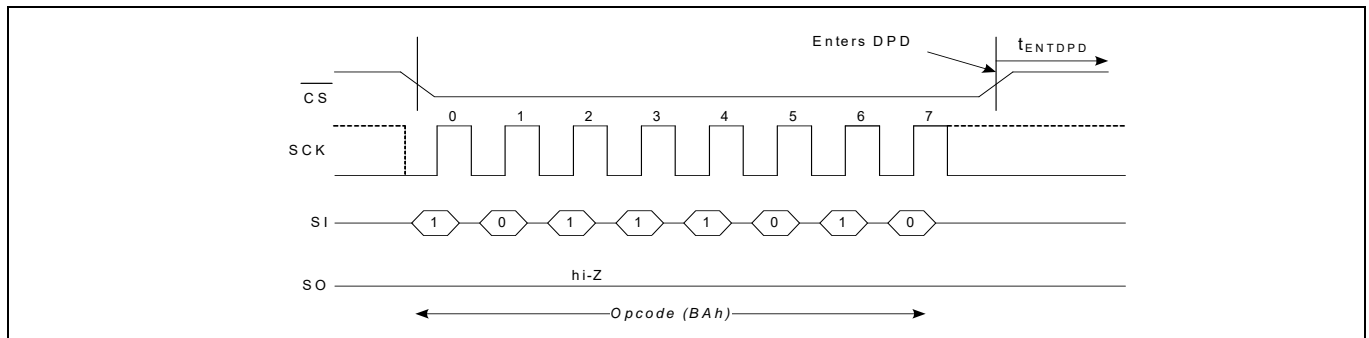 Enters DPD tENTDPD
CS
0 1 2 3 4 5 6 7
SCK
SI 1 0 1 1 1 0 1 0
hi-Z
SO
Opcode (BAh)